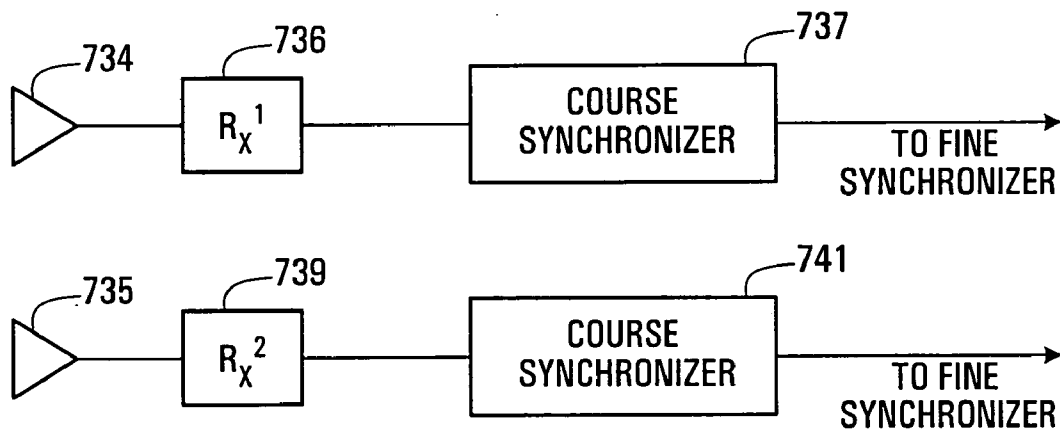 734
736
737
R_X^1
COURSE
SYNCHRONIZER
TO FINE
SYNCHRONIZER
735
739
741
R_X^2
COURSE
SYNCHRONIZER
TO FINE
SYNCHRONIZER